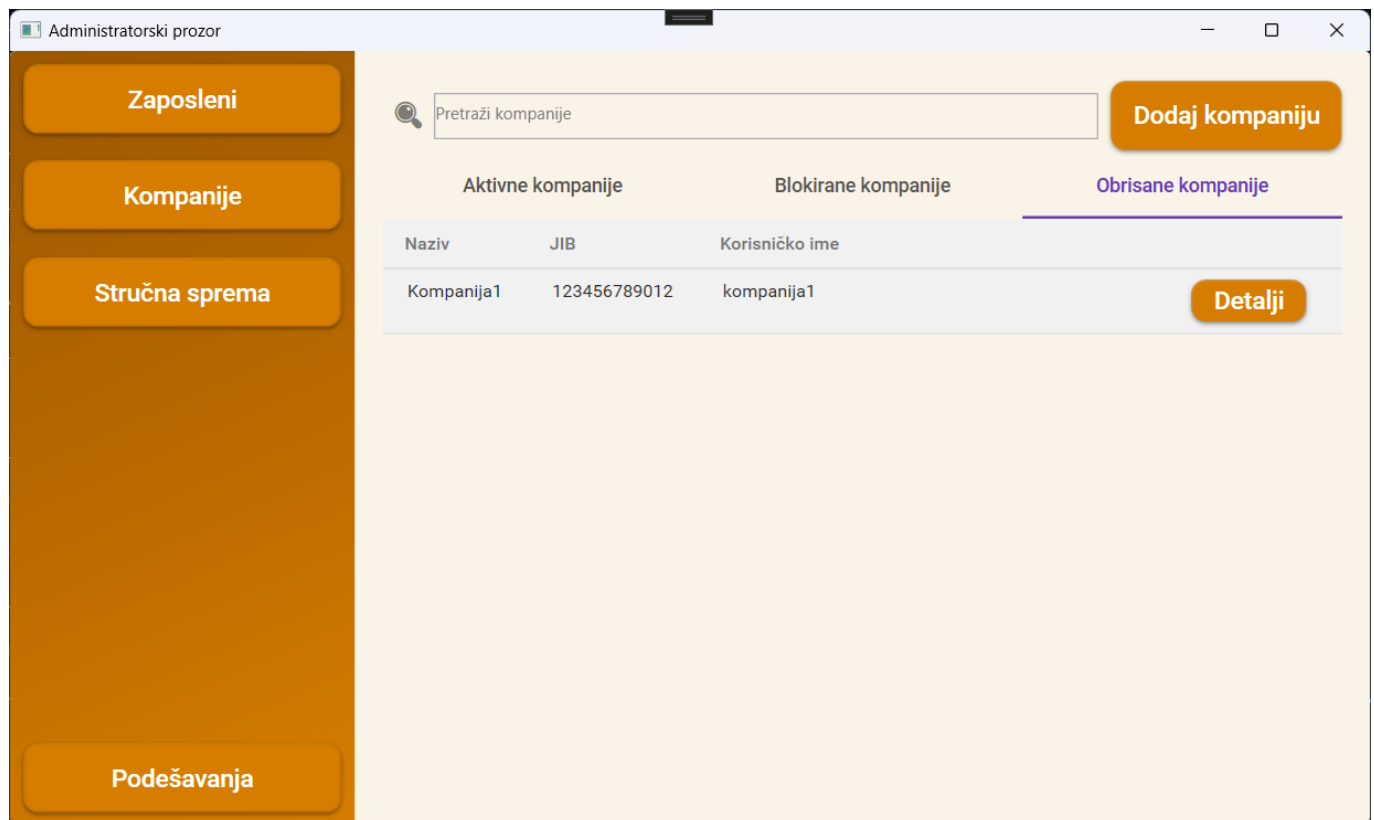 Administratorski prozor
Zaposleni
Kompanije
Stručna sprema
Podešavanja
Pretraži kompanije
Dodaj kompaniju
Aktivne kompanije Blokirane kompanije Obrisane kompanije
Naziv JIB Korisničko ime
Kompanija1 123456789012 kompanija1 Detalji